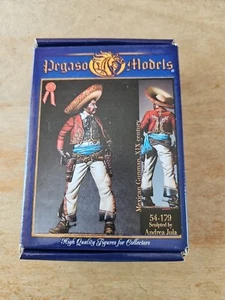 Pegaso Models
Mexican Gunman, XIX century
54-179
Sculpted by
Andrea Jula
High Quality Figures for Collectors